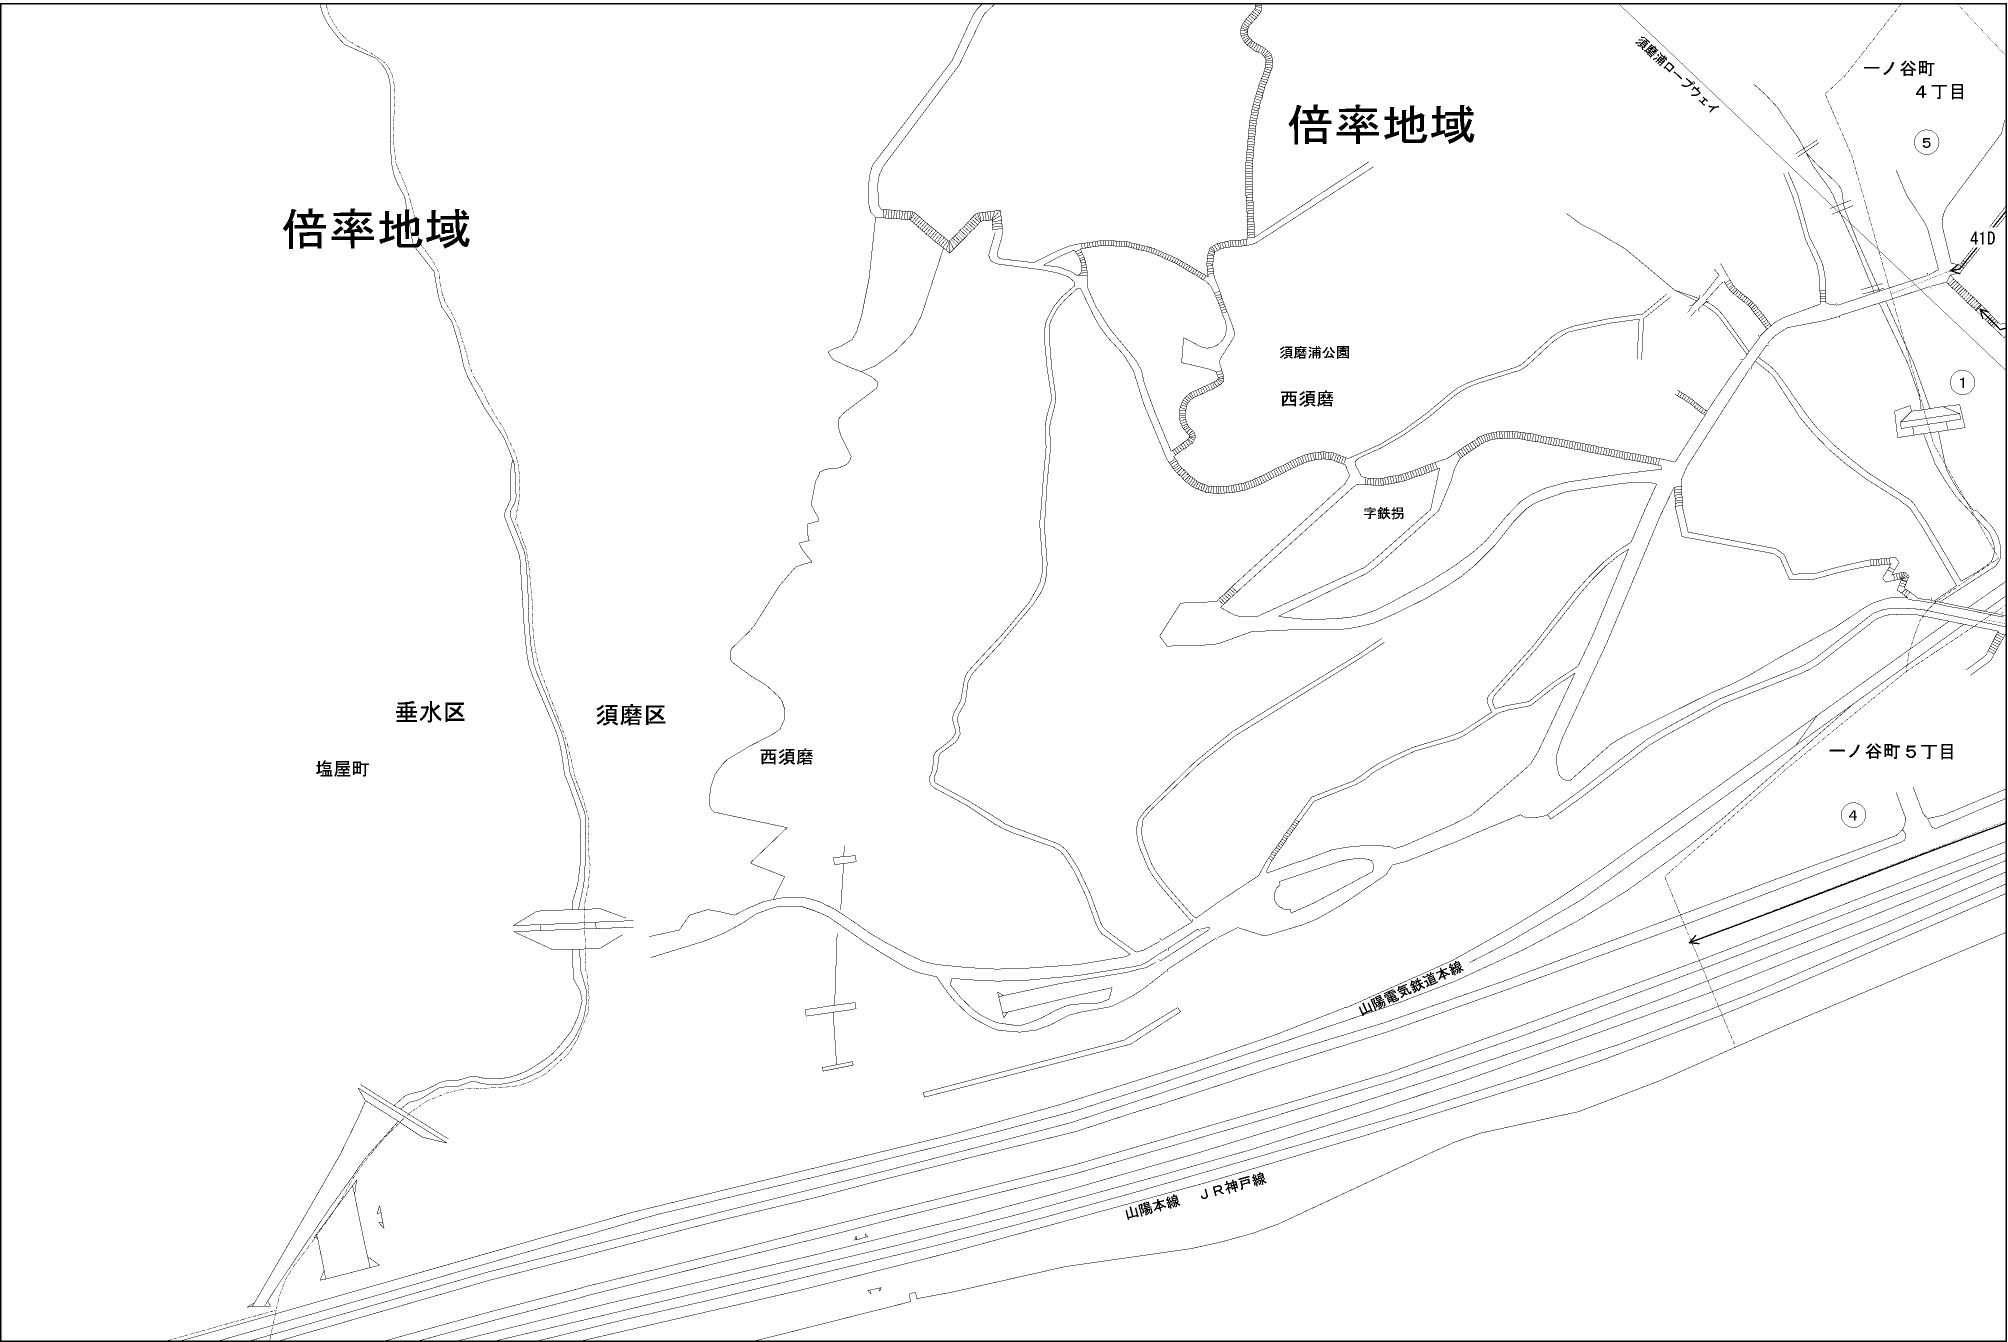 須磨浦ロープウェイ
一ノ谷町
４丁目
倍率地域
5
倍率地域
41D
須磨浦公園
1
西須磨
字鉄拐
垂水区
須磨区
一ノ谷町５丁目
西須磨
塩屋町
4
山陽電気鉄道本線
山陽本線　ＪＲ神戸線